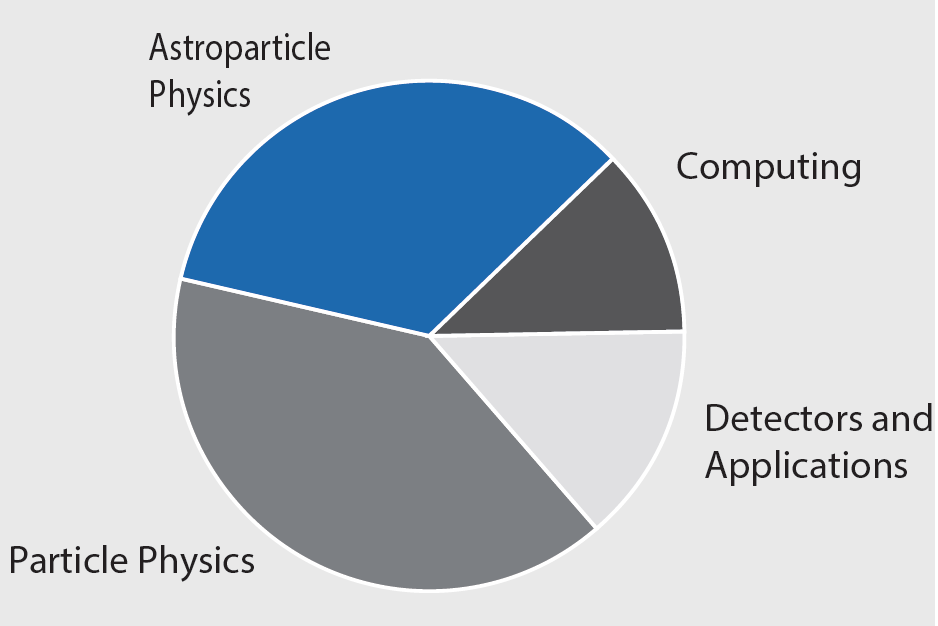 Astroparticle
Physics
Computing
Detectors and
Applications
Particle Physics